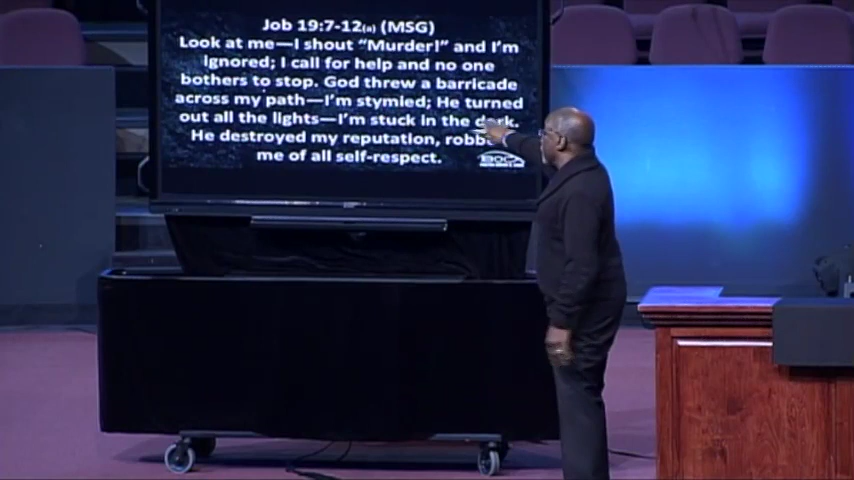 Job 19:7-12(a) (MSG)
Look at me—I shout "Murder!" and I'm
ignored; I call for help and no one
bothers to stop. God threw a barricade
across my path—I'm stymied; He turned
out all the lights—I'm stuck in the dark.
He destroyed my reputation, robbe
me of all self-respect.